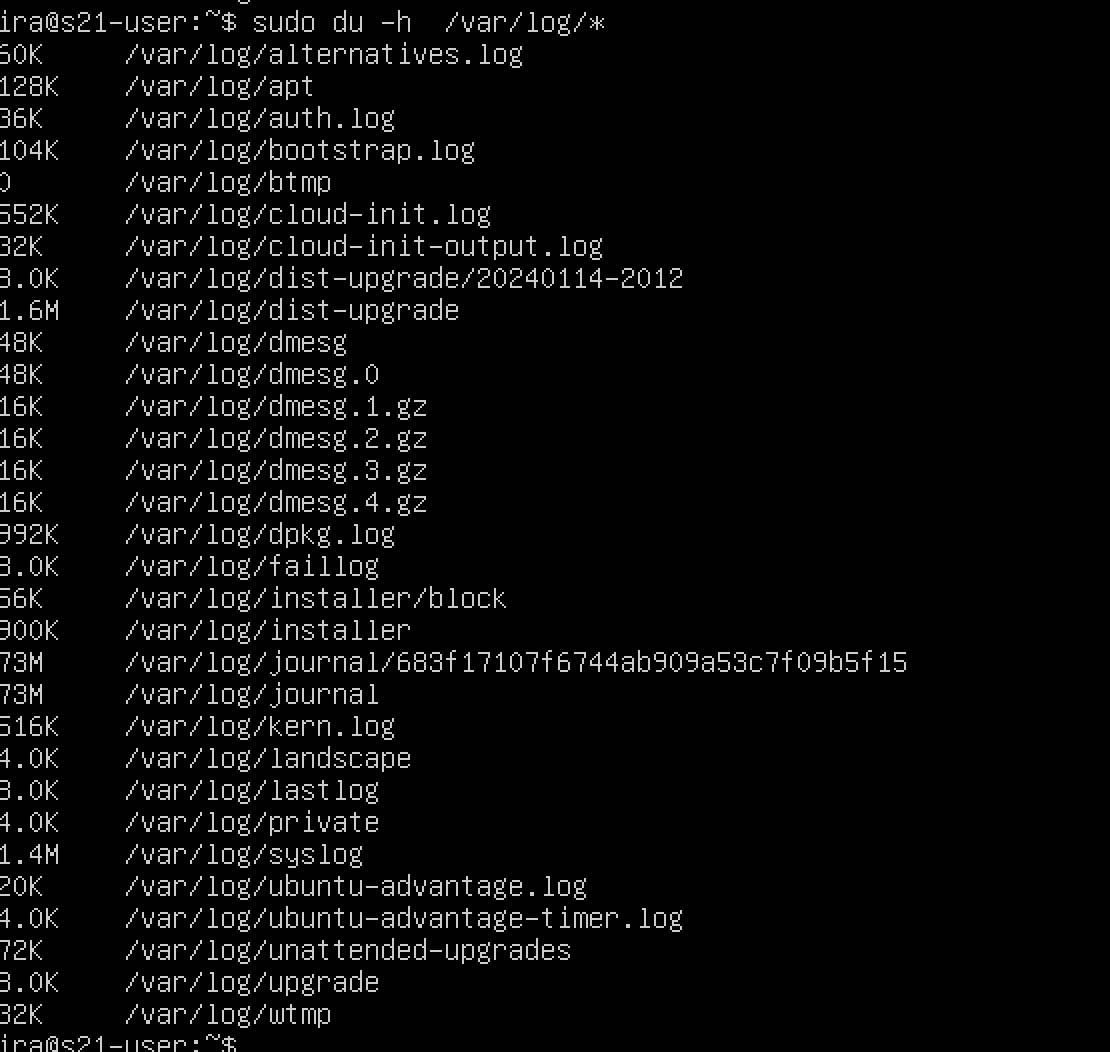 ira@s21-user:~$ sudo du -h  /var/log/*
60K /var/log/alternatives.log
128K /var/log/apt
36K /var/log/auth.log
104K /var/log/bootstrap.log
0 /var/log/btmp
552K /var/log/cloud-init.log
32K /var/log/cloud-init-output.log
8.0K /var/log/dist-upgrade/20240114-2012
1.6M /var/log/dist-upgrade
48K /var/log/dmesg
48K /var/log/dmesg.0
16K /var/log/dmesg.1.gz
16K /var/log/dmesg.2.gz
16K /var/log/dmesg.3.gz
16K /var/log/dmesg.4.gz
992K /var/log/dpkg.log
8.0K /var/log/faillog
56K /var/log/installer/block
900K /var/log/installer
73M /var/log/journal/683f17107f6744ab909a53c7f09b5f15
73M /var/log/journal
516K /var/log/kern.log
4.0K /var/log/landscape
8.0K /var/log/lastlog
4.0K /var/log/private
1.4M /var/log/syslog
20K /var/log/ubuntu-advantage.log
4.0K /var/log/ubuntu-advantage-timer.log
72K /var/log/unattended-upgrades
8.0K /var/log/upgrade
32K /var/log/wtmp
ira@s21-user:~$